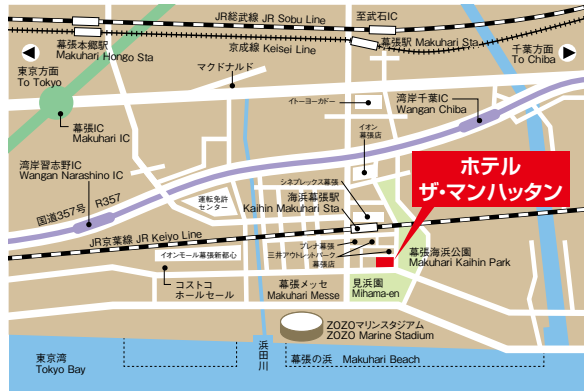 JR総武線 JR Sobu Line
至武石IC
幕張本郷駅
Makuhari Hongo Sta
京成線 Keisei Line
幕張駅 Makuhari Sta
東京方面
To Tokyo
千葉方面
To Chiba
マクドナルド
イトーヨーカドー
湾岸千葉IC
Wangan Chiba
幕張IC
Makuhari IC
イオン
幕張店
湾岸習志野IC
Wangan Narashino IC
ホテル
ザ・マンハッタン
シネプレックス幕張
運転免許
センター
海浜幕張駅
Kaihin Makuhari Sta
国道357号 R357
JR京葉線 JR Keiyo Line
プレナ幕張
三井アウトレットパーク
幕張店
イオンモール幕張新都心
幕張海浜公園
Makuhari Kaihin Park
コストコ
ホールセール
幕張メッセ
Makuhari Messe
見浜園
Mihama-en
ZOZOマリンスタジアム
ZOZO Marine Stadium
浜田川
東京湾
Tokyo Bay
幕張の浜 Makuhari Beach